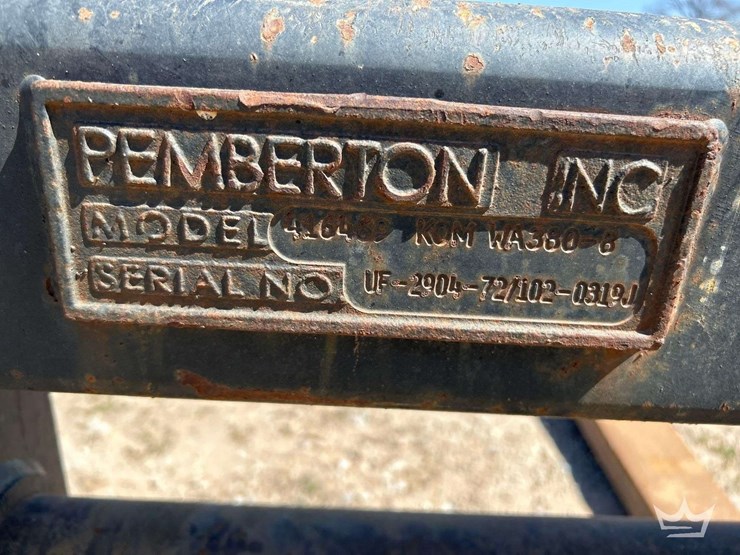 PEMBERTON INC
MODEL KOM WA380-8
SERIAL NO UF-2904-72/102-0319J